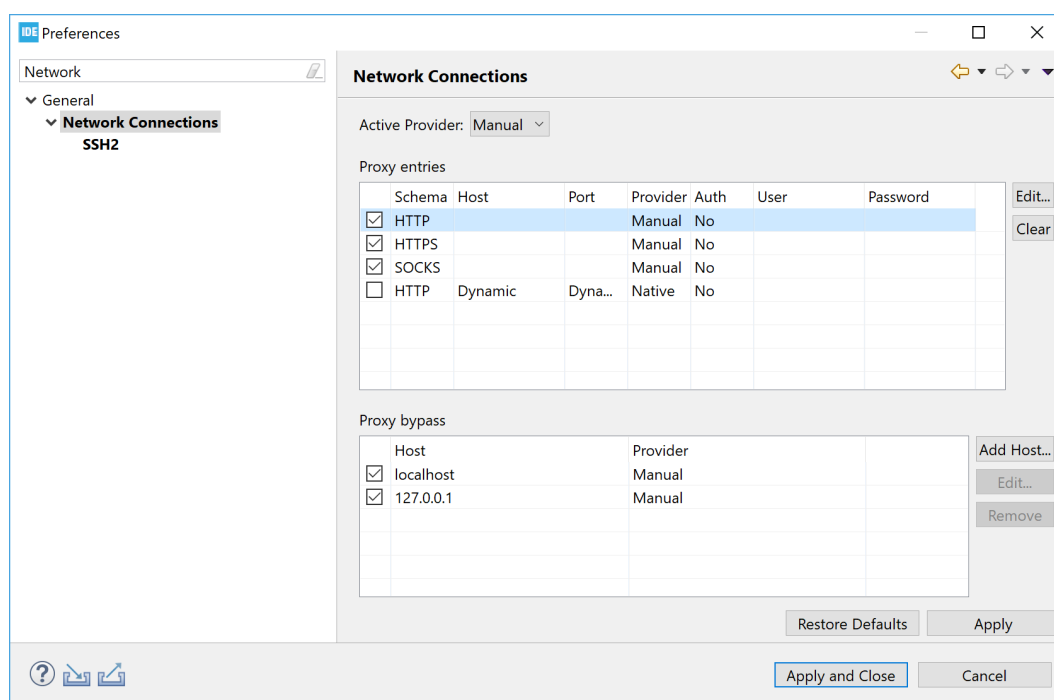 IDE Preferences
Network
General
Network Connections
SSH2
Network Connections
Active Provider: Manual
Proxy entries
Schema Host Port Provider Auth User Password
HTTP Manual No
HTTPS Manual No
SOCKS Manual No
HTTP Dynamic Dyna... Native No
Edit...
Clear
Proxy bypass
Host Provider
localhost Manual
127.0.0.1 Manual
Add Host...
Edit...
Remove
Restore Defaults Apply
? Apply and Close Cancel